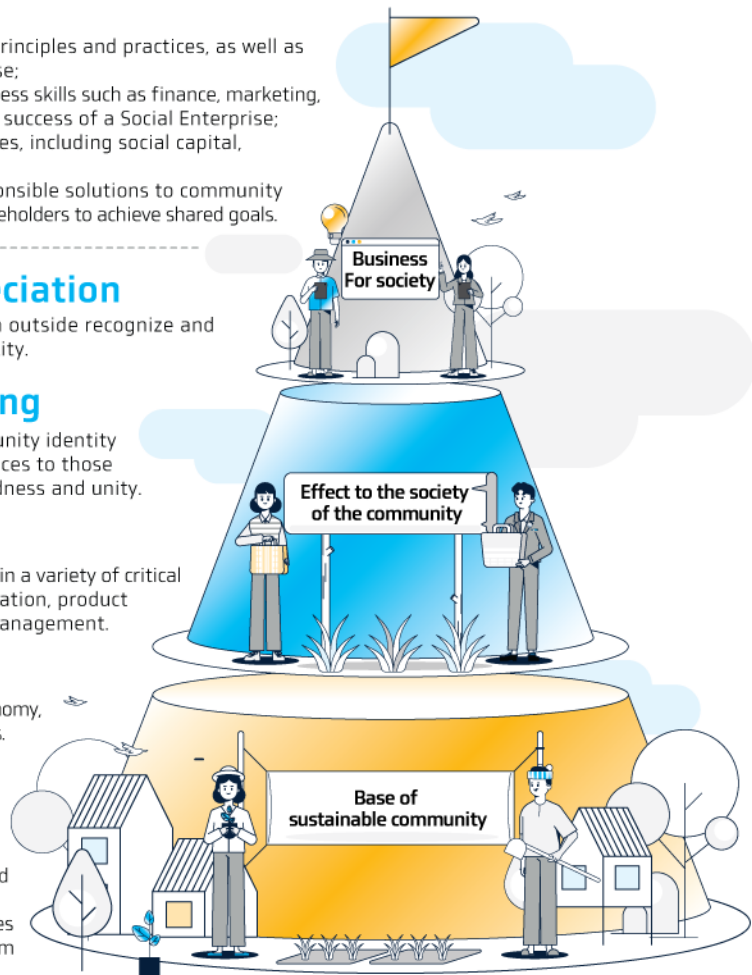 rinciples and practices, as well as
se;
ess skills such as finance, marketing,
success of a Social Enterprise;
es, including social capital,
onsible solutions to community
eholders to achieve shared goals.
Business
For society
ciation
outside recognize and
ity.
ng
unity identity
ces to those
dness and unity.
Effect to the society
of the community
in a variety of critical
ation, product
anagement.
nomy,
s.
Base of
sustainable community
d
es
m